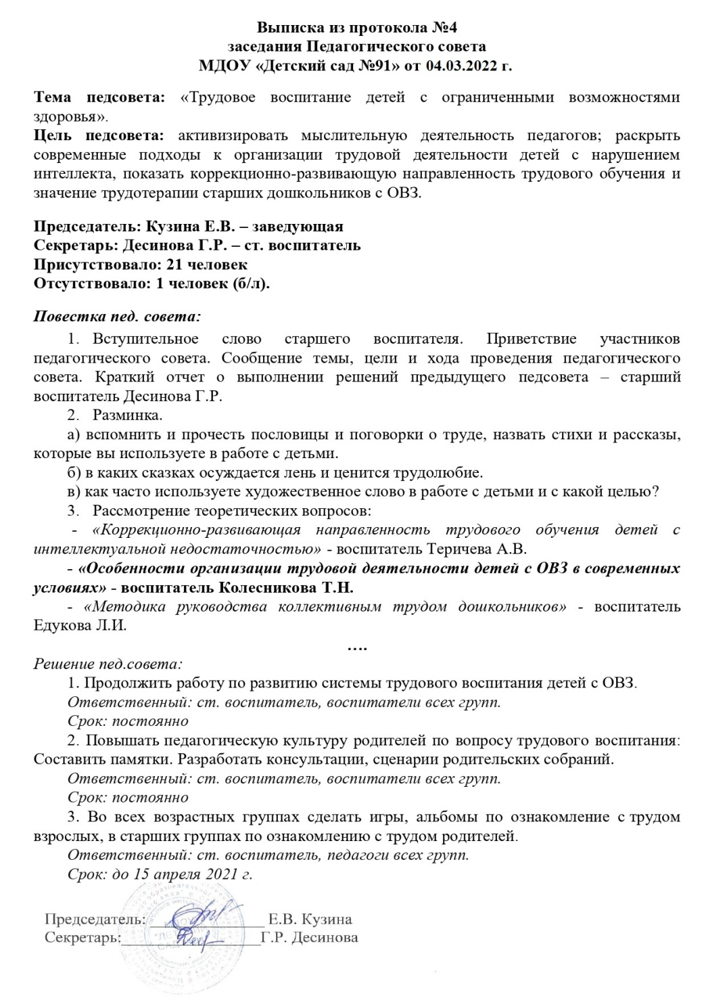 Выписка из протокола №4
заседания Педагогического совета
МДОУ «Детский сад №91» от 04.03.2022 г.
Тема педсовета: «Трудовое воспитание детей с ограниченными возможностями
здоровья».
Цель педсовета: активизировать мыслительную деятельность педагогов; раскрыть
современные подходы к организации трудовой деятельности детей с нарушением
интеллекта, показать коррекционно-развивающую направленность трудового обучения и
значение трудотерапии старших дошкольников с ОВЗ.
Председатель: Кузина Е.В. – заведующая
Секретарь: Десинова Г.Р. – ст. воспитатель
Присутствовало: 21 человек
Отсутствовало: 1 человек (б/л).
Повестка пед. совета:
1. Вступительное слово старшего воспитателя. Приветствие участников
педагогического совета. Сообщение темы, цели и хода проведения педагогического
совета. Краткий отчет о выполнении решений предыдущего педсовета – старший
воспитатель Десинова Г.Р.
2. Разминка.
а) вспомнить и прочесть пословицы и поговорки о труде, назвать стихи и рассказы,
которые вы используете в работе с детьми.
б) в каких сказках осуждается лень и ценится трудолюбие.
в) как часто используете художественное слово в работе с детьми и с какой целью?
3. Рассмотрение теоретических вопросов:
- «Коррекционно-развивающая направленность трудового обучения детей с
интеллектуальной недостаточностью» - воспитатель Теричева А.В.
- «Особенности организации трудовой деятельности детей с ОВЗ в современных
условиях» - воспитатель Колесникова Т.Н.
- «Методика руководства коллективным трудом дошкольников» - воспитатель
Едукова Л.И.
….
Решение пед.совета:
1. Продолжить работу по развитию системы трудового воспитания детей с ОВЗ.
Ответственный: ст. воспитатель, воспитатели всех групп.
Срок: постоянно
2. Повышать педагогическую культуру родителей по вопросу трудового воспитания:
Составить памятки. Разработать консультации, сценарии родительских собраний.
Ответственный: ст. воспитатель, воспитатели всех групп.
Срок: постоянно
3. Во всех возрастных группах сделать игры, альбомы по ознакомление с трудом
взрослых, в старших группах по ознакомлению с трудом родителей.
Ответственный: ст. воспитатель, педагоги всех групп.
Срок: до 15 апреля 2021 г.
Председатель: Е.В. Кузина
Секретарь: Г.Р. Десинова